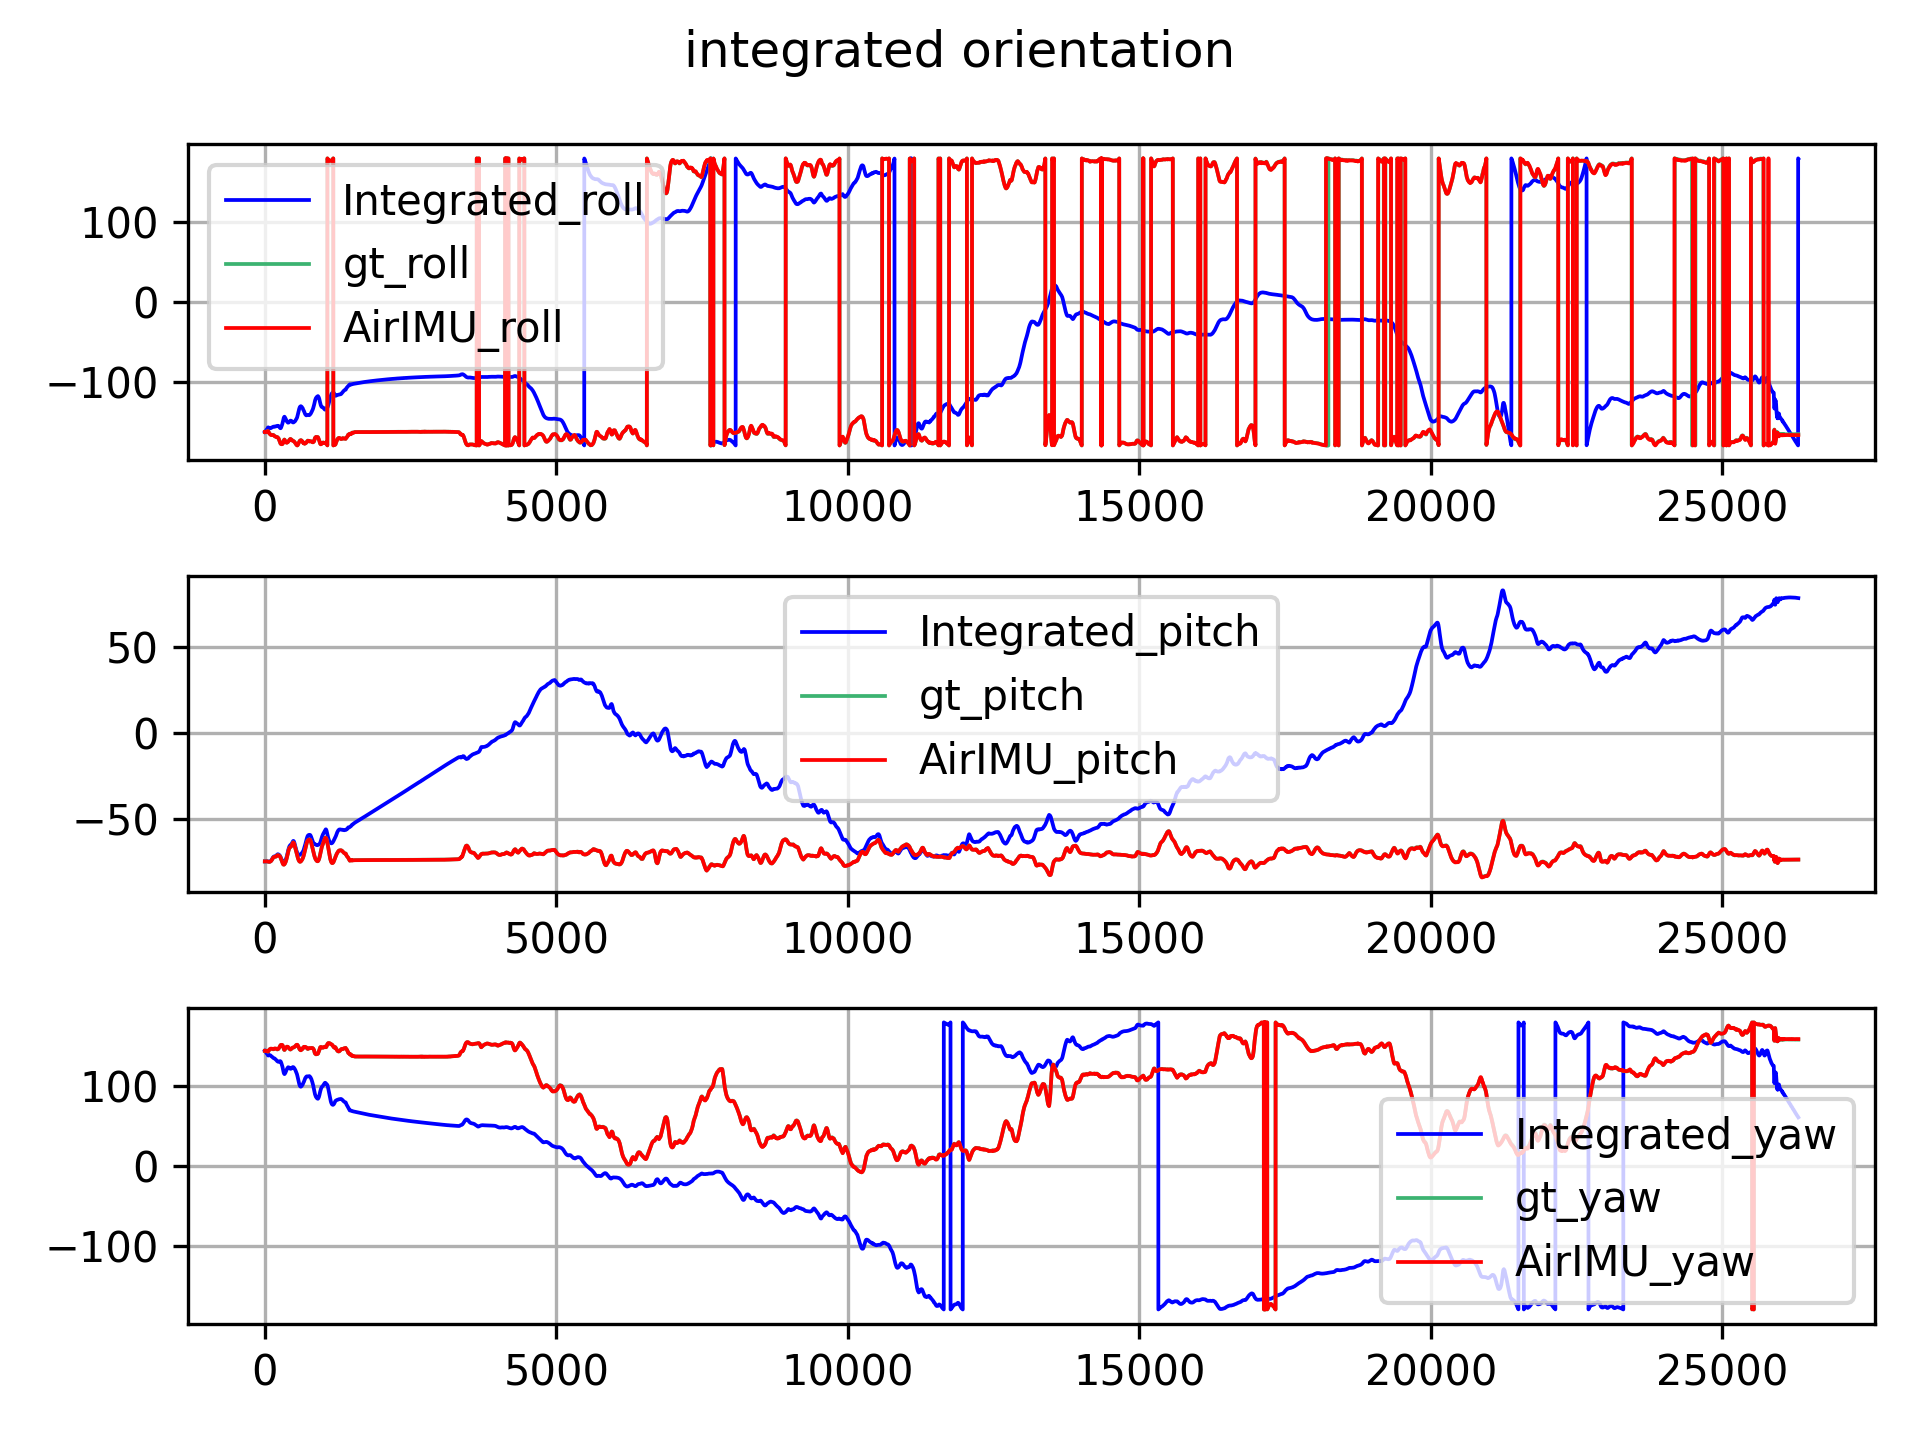 integrated orientation
100
0
−100
Integrated_roll
gt_roll
AirIMU_roll
0 5000 10000 15000 20000 25000
50
0
−50
Integrated_pitch
gt_pitch
AirIMU_pitch
0 5000 10000 15000 20000 25000
100
0
−100
Integrated_yaw
gt_yaw
AirIMU_yaw
0 5000 10000 15000 20000 25000